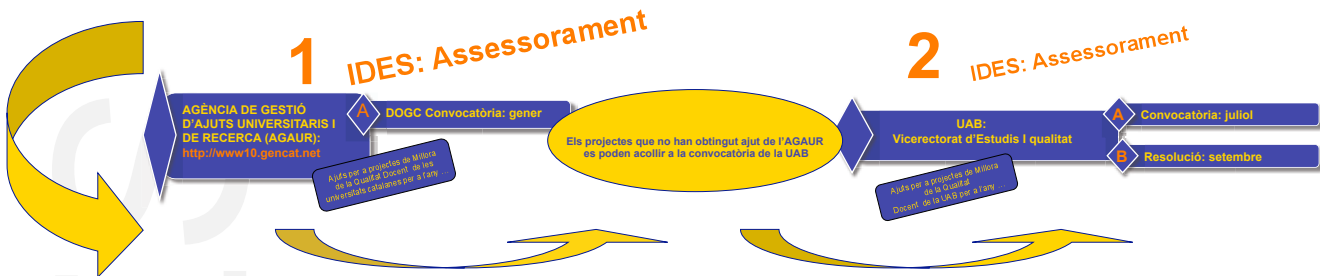 1
IDES: Assessorament
AGÈNCIA DE GESTIÓ
D'AJUTS UNIVERSITARIS I
DE RECERCA (AGAUR):
http://www10.gencat.net
A
DOGC Convocatòria: gener
Ajuts per a projectes de Millora
de la Qualitat Docent de les
universitats catalanes per a l'any ...
Els projectes que no han obtingut ajut de l'AGAUR
es poden acollir a la convocatòria de la UAB
2
IDES: Assessorament
UAB:
Vicerectorat d'Estudis I qualitat
A
Convocatòria: juliol
B
Resolució: setembre
Ajuts per a projectes de Millora
de la Qualitat
Docent de la UAB per a l'any ...